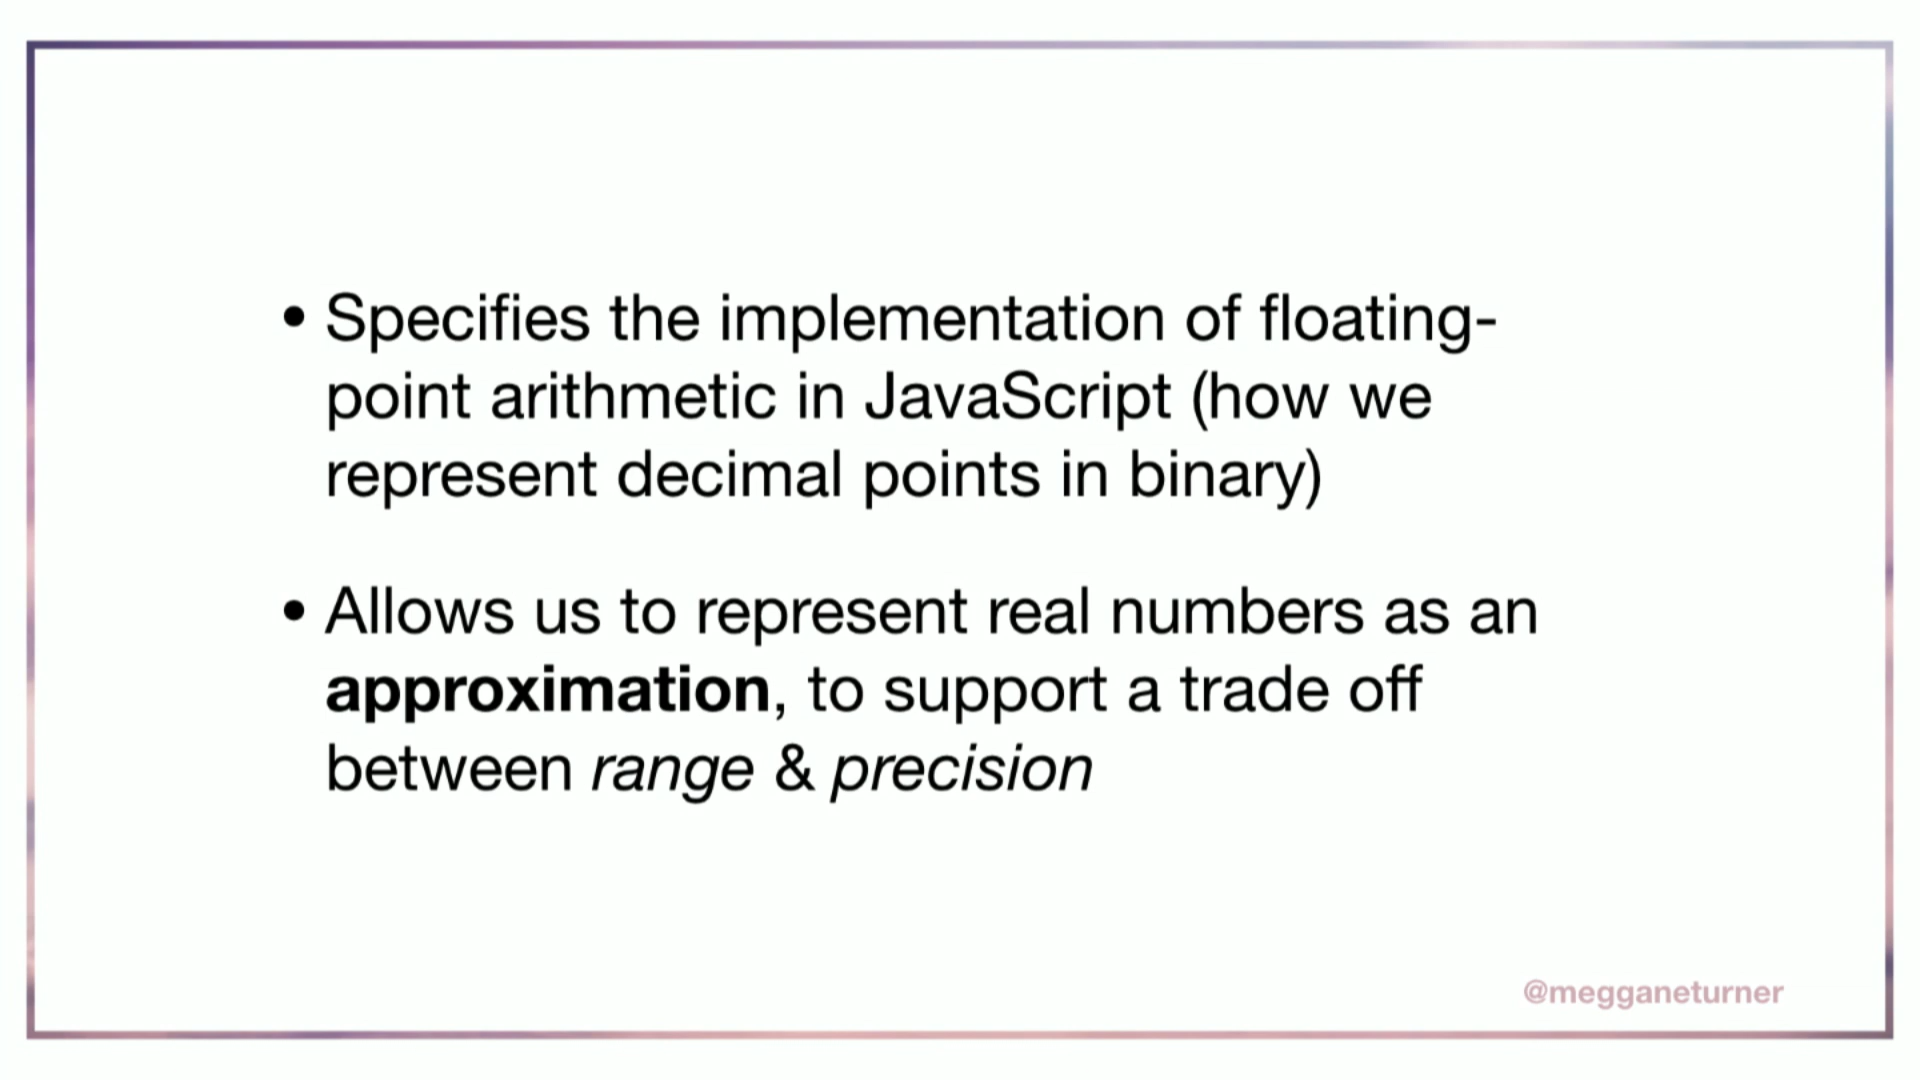 • Specifies the implementation of floating-
point arithmetic in JavaScript (how we
represent decimal points in binary)
• Allows us to represent real numbers as an
approximation, to support a trade off
between range & precision
@megganeturner